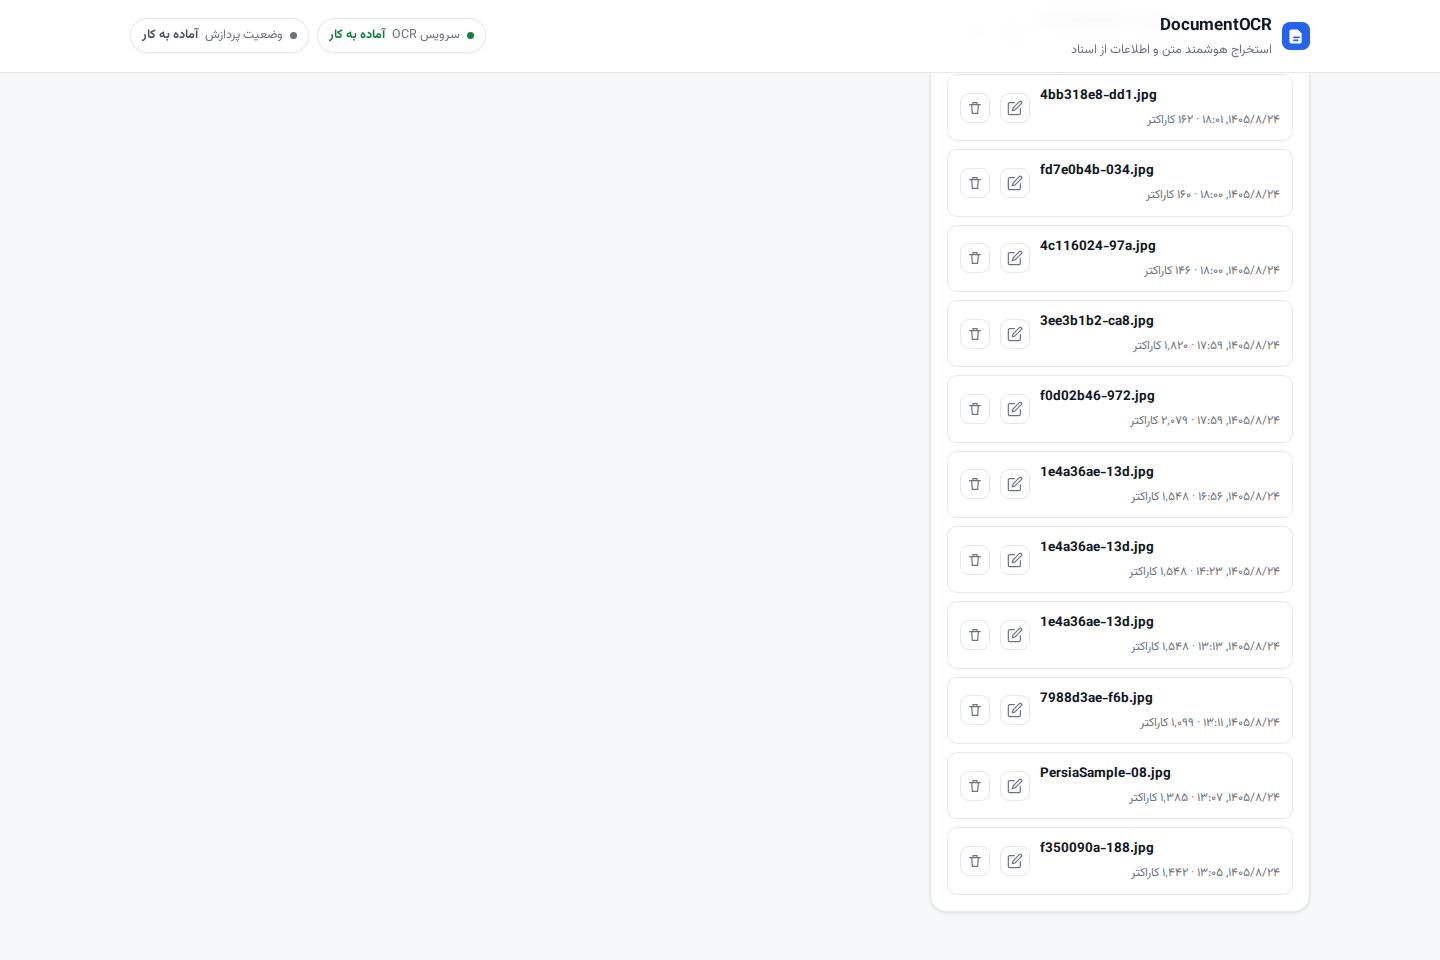 DocumentOCR
استخراج هوشمند متن و اطلاعات از اسناد
سرویس OCR آماده به کار
وضعیت پردازش آماده به کار
4bb318e8-dd1.jpg
۱۴۰۵/۸/۲۴, ۱۸:۰۱ · ۱۶۲ کاراکتر
fd7e0b4b-034.jpg
۱۴۰۵/۸/۲۴, ۱۸:۰۰ · ۱۶۰ کاراکتر
4c116024-97a.jpg
۱۴۰۵/۸/۲۴, ۱۸:۰۰ · ۱۴۶ کاراکتر
3ee3b1b2-ca8.jpg
۱۴۰۵/۸/۲۴, ۱۷:۵۹ · ۱,۸۲۰ کاراکتر
f0d02b46-972.jpg
۱۴۰۵/۸/۲۴, ۱۷:۵۹ · ۲,۰۷۹ کاراکتر
1e4a36ae-13d.jpg
۱۴۰۵/۸/۲۴, ۱۶:۵۶ · ۱,۵۴۸ کاراکتر
1e4a36ae-13d.jpg
۱۴۰۵/۸/۲۴, ۱۴:۲۳ · ۱,۵۴۸ کاراکتر
1e4a36ae-13d.jpg
۱۴۰۵/۸/۲۴, ۱۳:۱۳ · ۱,۵۴۸ کاراکتر
7988d3ae-f6b.jpg
۱۴۰۵/۸/۲۴, ۱۳:۱۱ · ۱,۰۹۹ کاراکتر
PersiaSample-08.jpg
۱۴۰۵/۸/۲۴, ۱۳:۰۷ · ۱,۳۸۵ کاراکتر
f350090a-188.jpg
۱۴۰۵/۸/۲۴, ۱۳:۰۵ · ۱,۴۴۲ کاراکتر